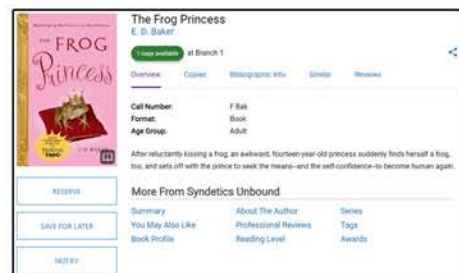 The Frog Princess
E. D. Baker
1 copy available at Branch 1
Overview Copies Bibliographic Info Similar Reviews
Call Number: F Bak
Format: Book
Age Group: Adult
After reluctantly kissing a frog, an awkward, fourteen-year-old princess suddenly finds herself a frog,
too, and sets off with the prince to seek the means–and the self-confidence–to become human again.
More From Syndetics Unbound
Summary About The Author Series
You May Also Like Professional Reviews Tags
Book Profile Reading Level Awards
THE FROG
Princess
E.D. BAKER
RESERVE
SAVE FOR LATER
NOTIFY